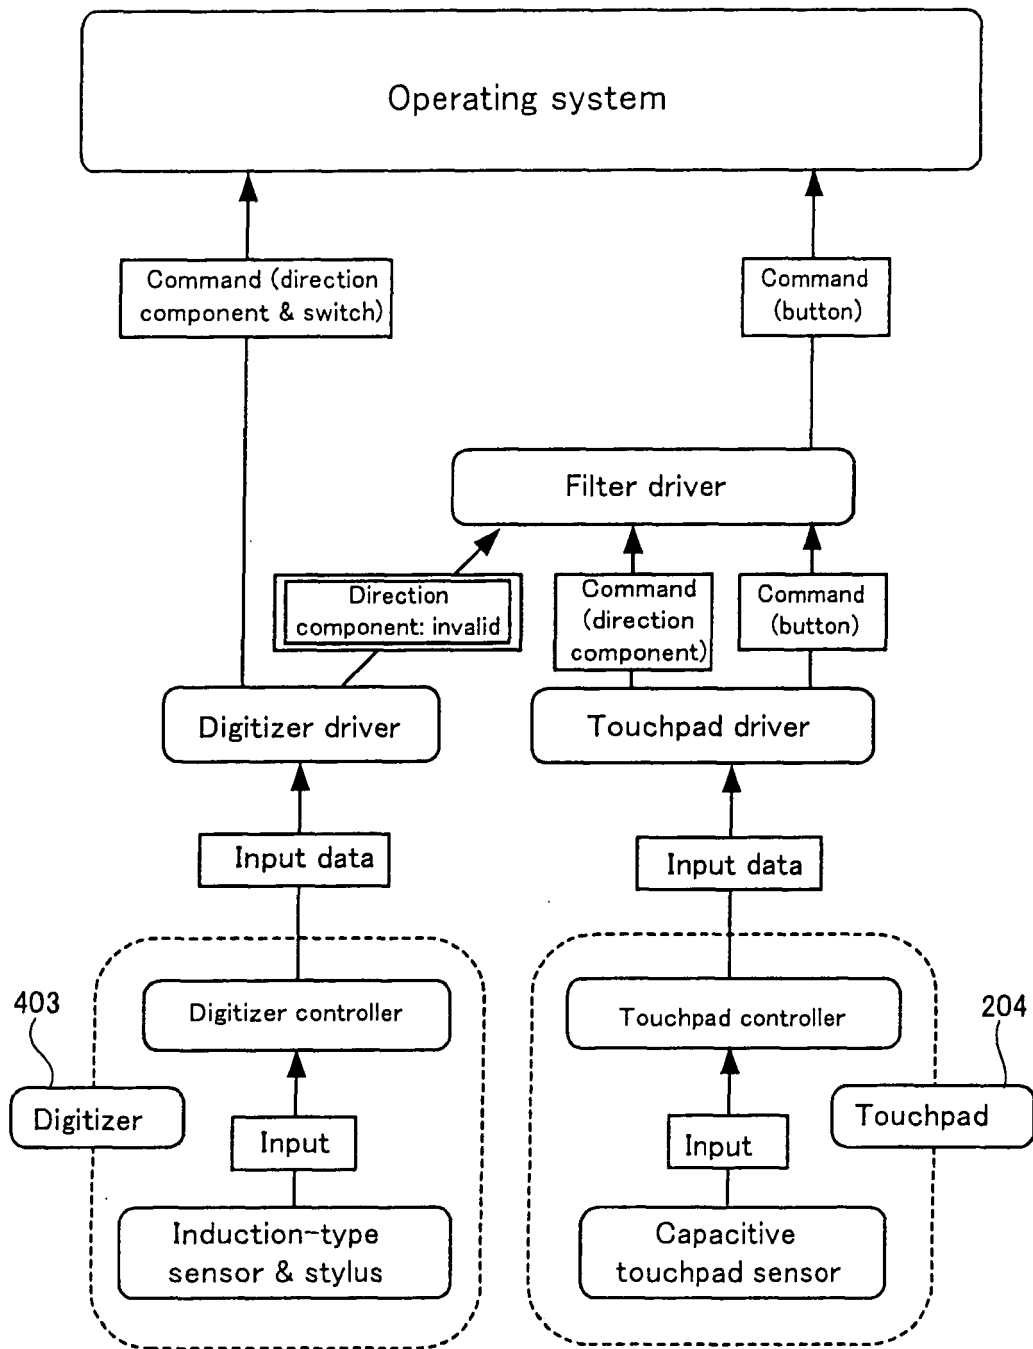 Operating system
Command (direction
component & switch)
Command
(button)
Filter driver
Direction
component: invalid
Command
(direction
component)
Command
(button)
Digitizer driver
Touchpad driver
Input data
Input data
403
Digitizer controller
Touchpad controller
204
Digitizer
Input
Input
Touchpad
Induction-type
sensor & stylus
Capacitive
touchpad sensor